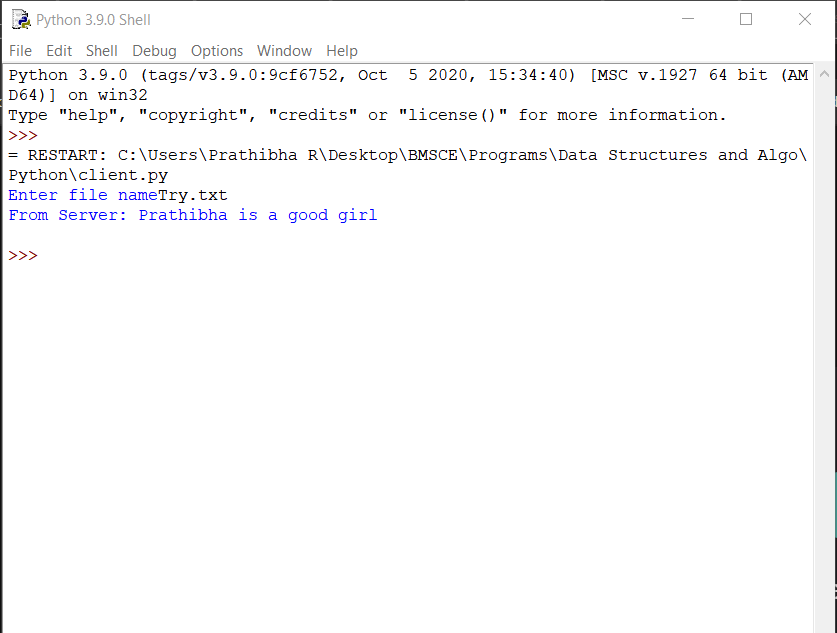 Python 3.9.0 Shell
File Edit Shell Debug Options Window Help
Python 3.9.0 (tags/v3.9.0:9cf6752, Oct  5 2020, 15:34:40) [MSC v.1927 64 bit (AM
D64)] on win32
Type "help", "copyright", "credits" or "license()" for more information.
>>>
= RESTART: C:\Users\Prathibha R\Desktop\BMSCE\Programs\Data Structures and Algo\
Python\client.py
Enter file nameTry.txt
From Server: Prathibha is a good girl
>>>